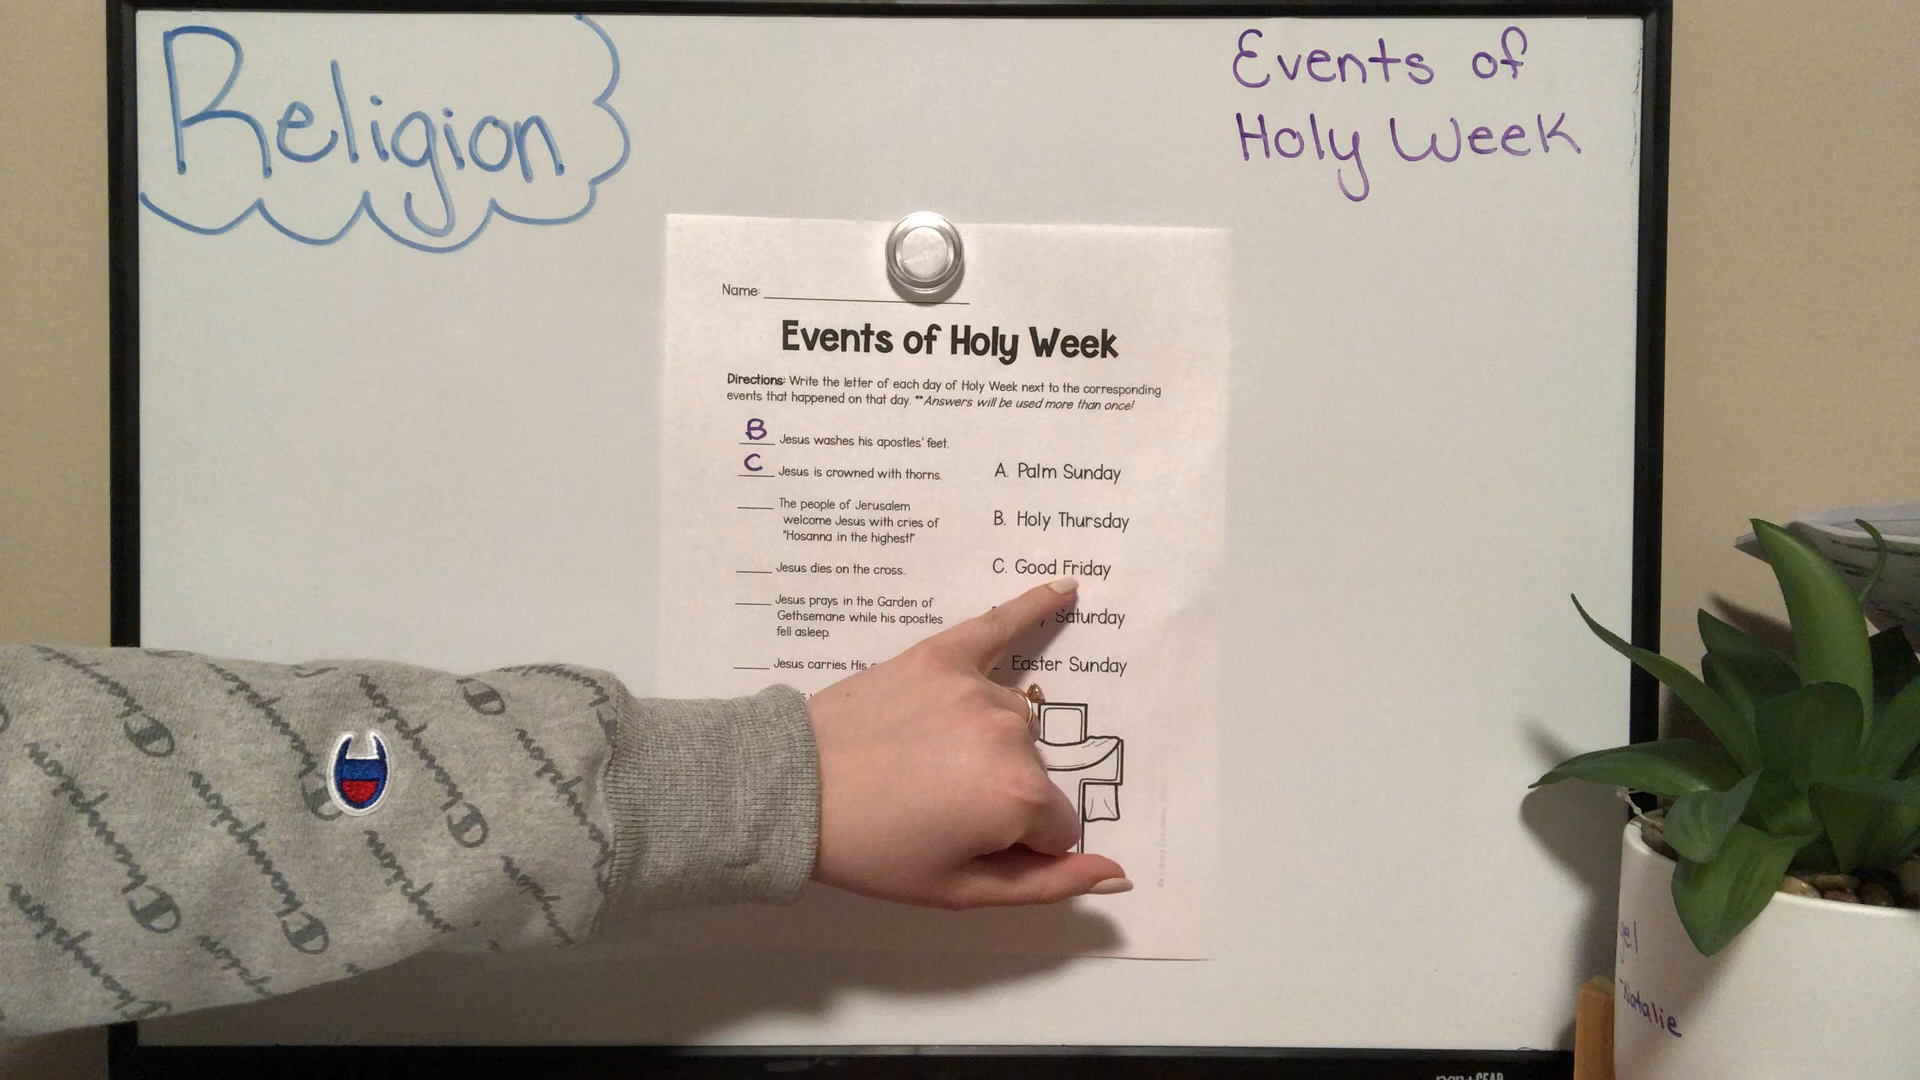 Religion
Events of
Holy Week
Name:
Events of Holy Week
Directions: Write the letter of each day of Holy Week next to the corresponding
events that happened on that day. **Answers will be used more than once!
B Jesus washes his apostles' feet.
C Jesus is crowned with thorns.
The people of Jerusalem
welcome Jesus with cries of
"Hosanna in the highest!"
Jesus dies on the cross.
Jesus prays in the Garden of
Gethsemane while his apostles
fell asleep.
Jesus carries His
A. Palm Sunday
B. Holy Thursday
C. Good Friday
Saturday
Easter Sunday
Champion
Natalie